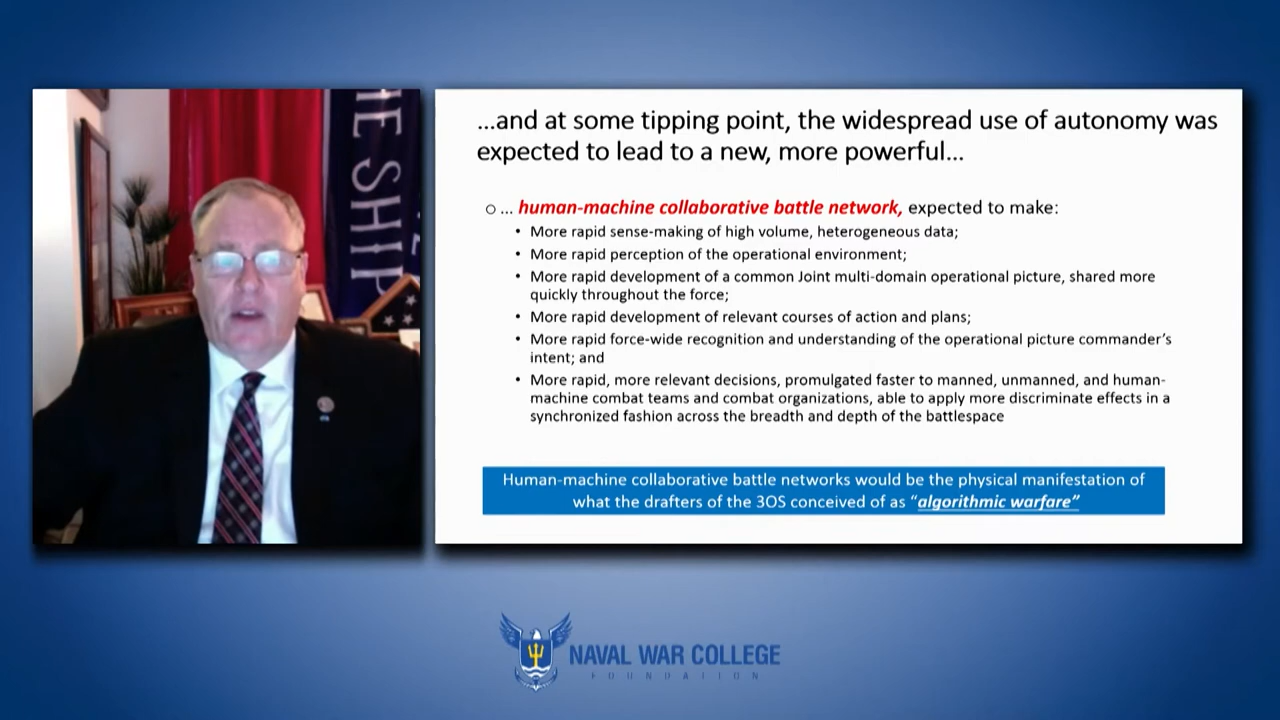 HE SHIP
...and at some tipping point, the widespread use of autonomy was
expected to lead to a new, more powerful...
... human-machine collaborative battle network, expected to make:
• More rapid sense-making of high volume, heterogeneous data;
• More rapid perception of the operational environment;
• More rapid development of a common Joint multi-domain operational picture, shared more
quickly throughout the force;
• More rapid development of relevant courses of action and plans;
• More rapid force-wide recognition and understanding of the operational picture commander's
intent; and
• More rapid, more relevant decisions, promulgated faster to manned, unmanned, and human-
machine combat teams and combat organizations, able to apply more discriminate effects in a
synchronized fashion across the breadth and depth of the battlespace
Human-machine collaborative battle networks would be the physical manifestation of
what the drafters of the 3OS conceived of as "algorithmic warfare"
NAVAL WAR COLLEGE
FOUNDATION